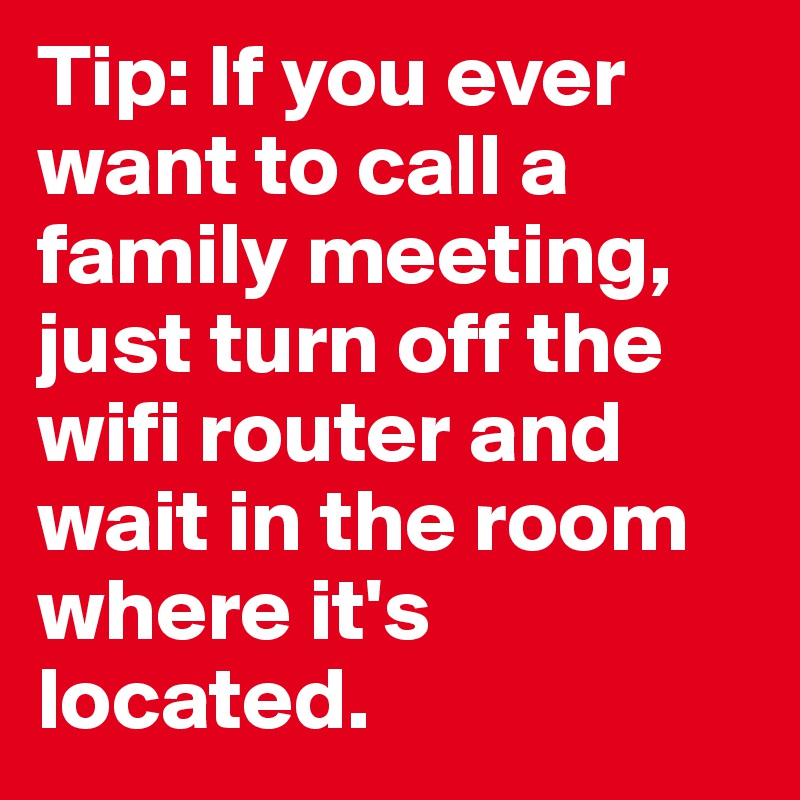 Tip: If you ever
want to call a
family meeting,
just turn off the
wifi router and
wait in the room
where it's
located.